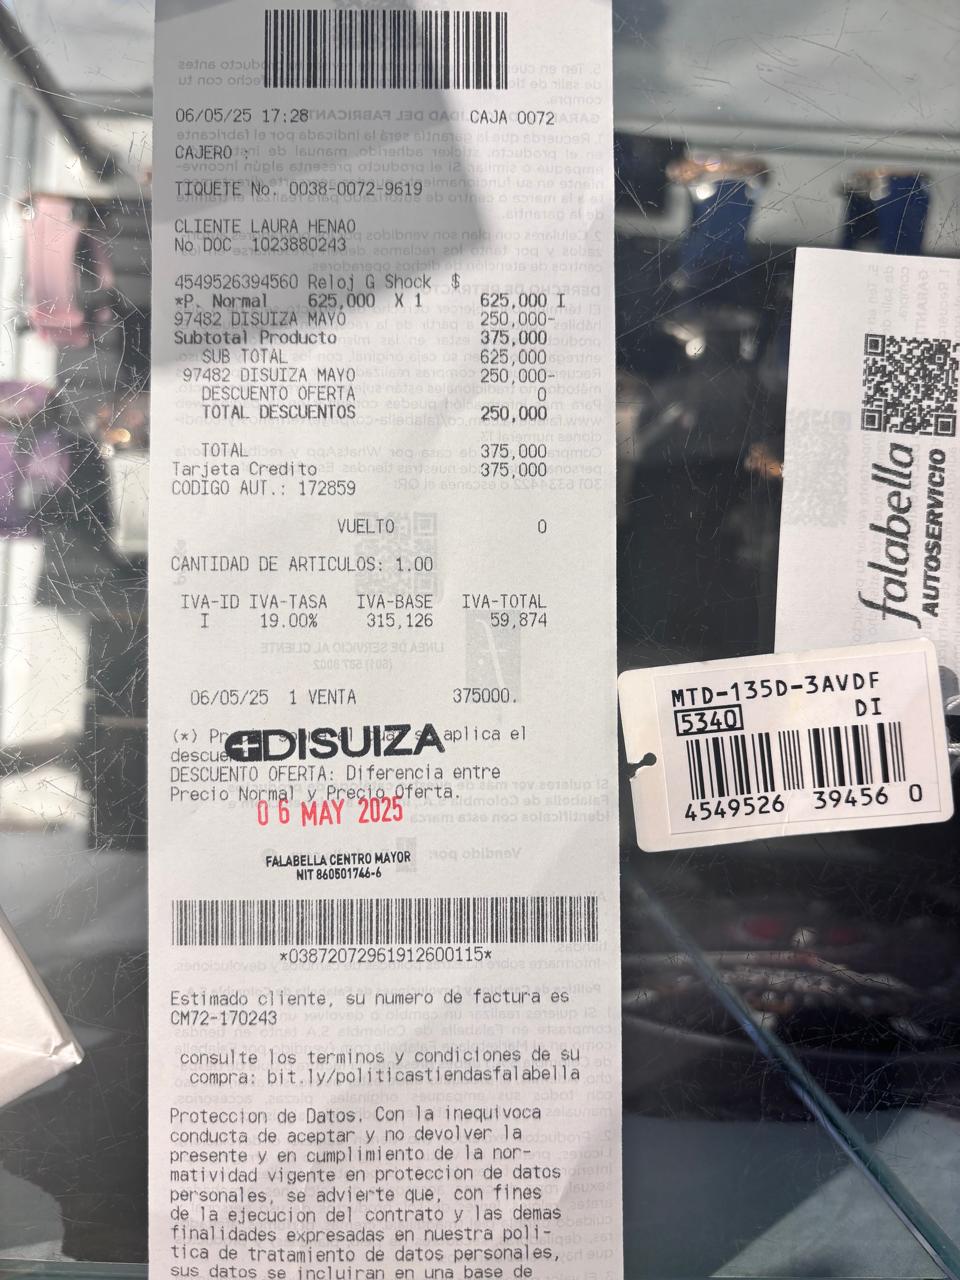 06/05/25 17:28 CAJA 0072
CAJERO :
TIQUETE No. 0038-0072-9619
CLIENTE LAURA HENAO
No DOC 1023880243
4549526394560 Reloj G Shock $
*P. Normal 625,000 X 1 625,000 I
97482 DISUIZA MAYO 250,000-
Subtotal Producto 375,000
SUB TOTAL 625,000
97482 DISUIZA MAYO 250,000-
DESCUENTO OFERTA 0
TOTAL DESCUENTOS 250,000
TOTAL 375,000
Tarjeta Credito 375,000
CODIGO AUT.: 172859
VUELTO 0
CANTIDAD DE ARTICULOS: 1.00
IVA-ID IVA-TASA IVA-BASE IVA-TOTAL
I 19.00% 315,126 59,874
06/05/25 1 VENTA 375000.
(*) aplica el
DISUIZA
DESCUENTO OFERTA: Diferencia entre
Precio Normal y Precio Oferta.
06 MAY 2025
FALABELLA CENTRO MAYOR
NIT 860501746-6
*03872072961912600115*
Estimado cliente, su numero de factura es
CM72-170243
consulte los terminos y condiciones de su
compra: bit.ly/politicastiendasfalabella
Proteccion de Datos. Con la inequivoca
conducta de aceptar y no devolver la
presente y en cumplimiento de la nor-
matividad vigente en proteccion de datos
personales, se advierte que, con fines
de la ejecucion del contrato y las demas
finalidades expresadas en nuestra poli-
tica de tratamiento de datos personales,
sus datos se incluiran en una base de
falabella
AUTOSERVICIO
MTD-135D-3AVDF
5340 DI
4549526 39456 0